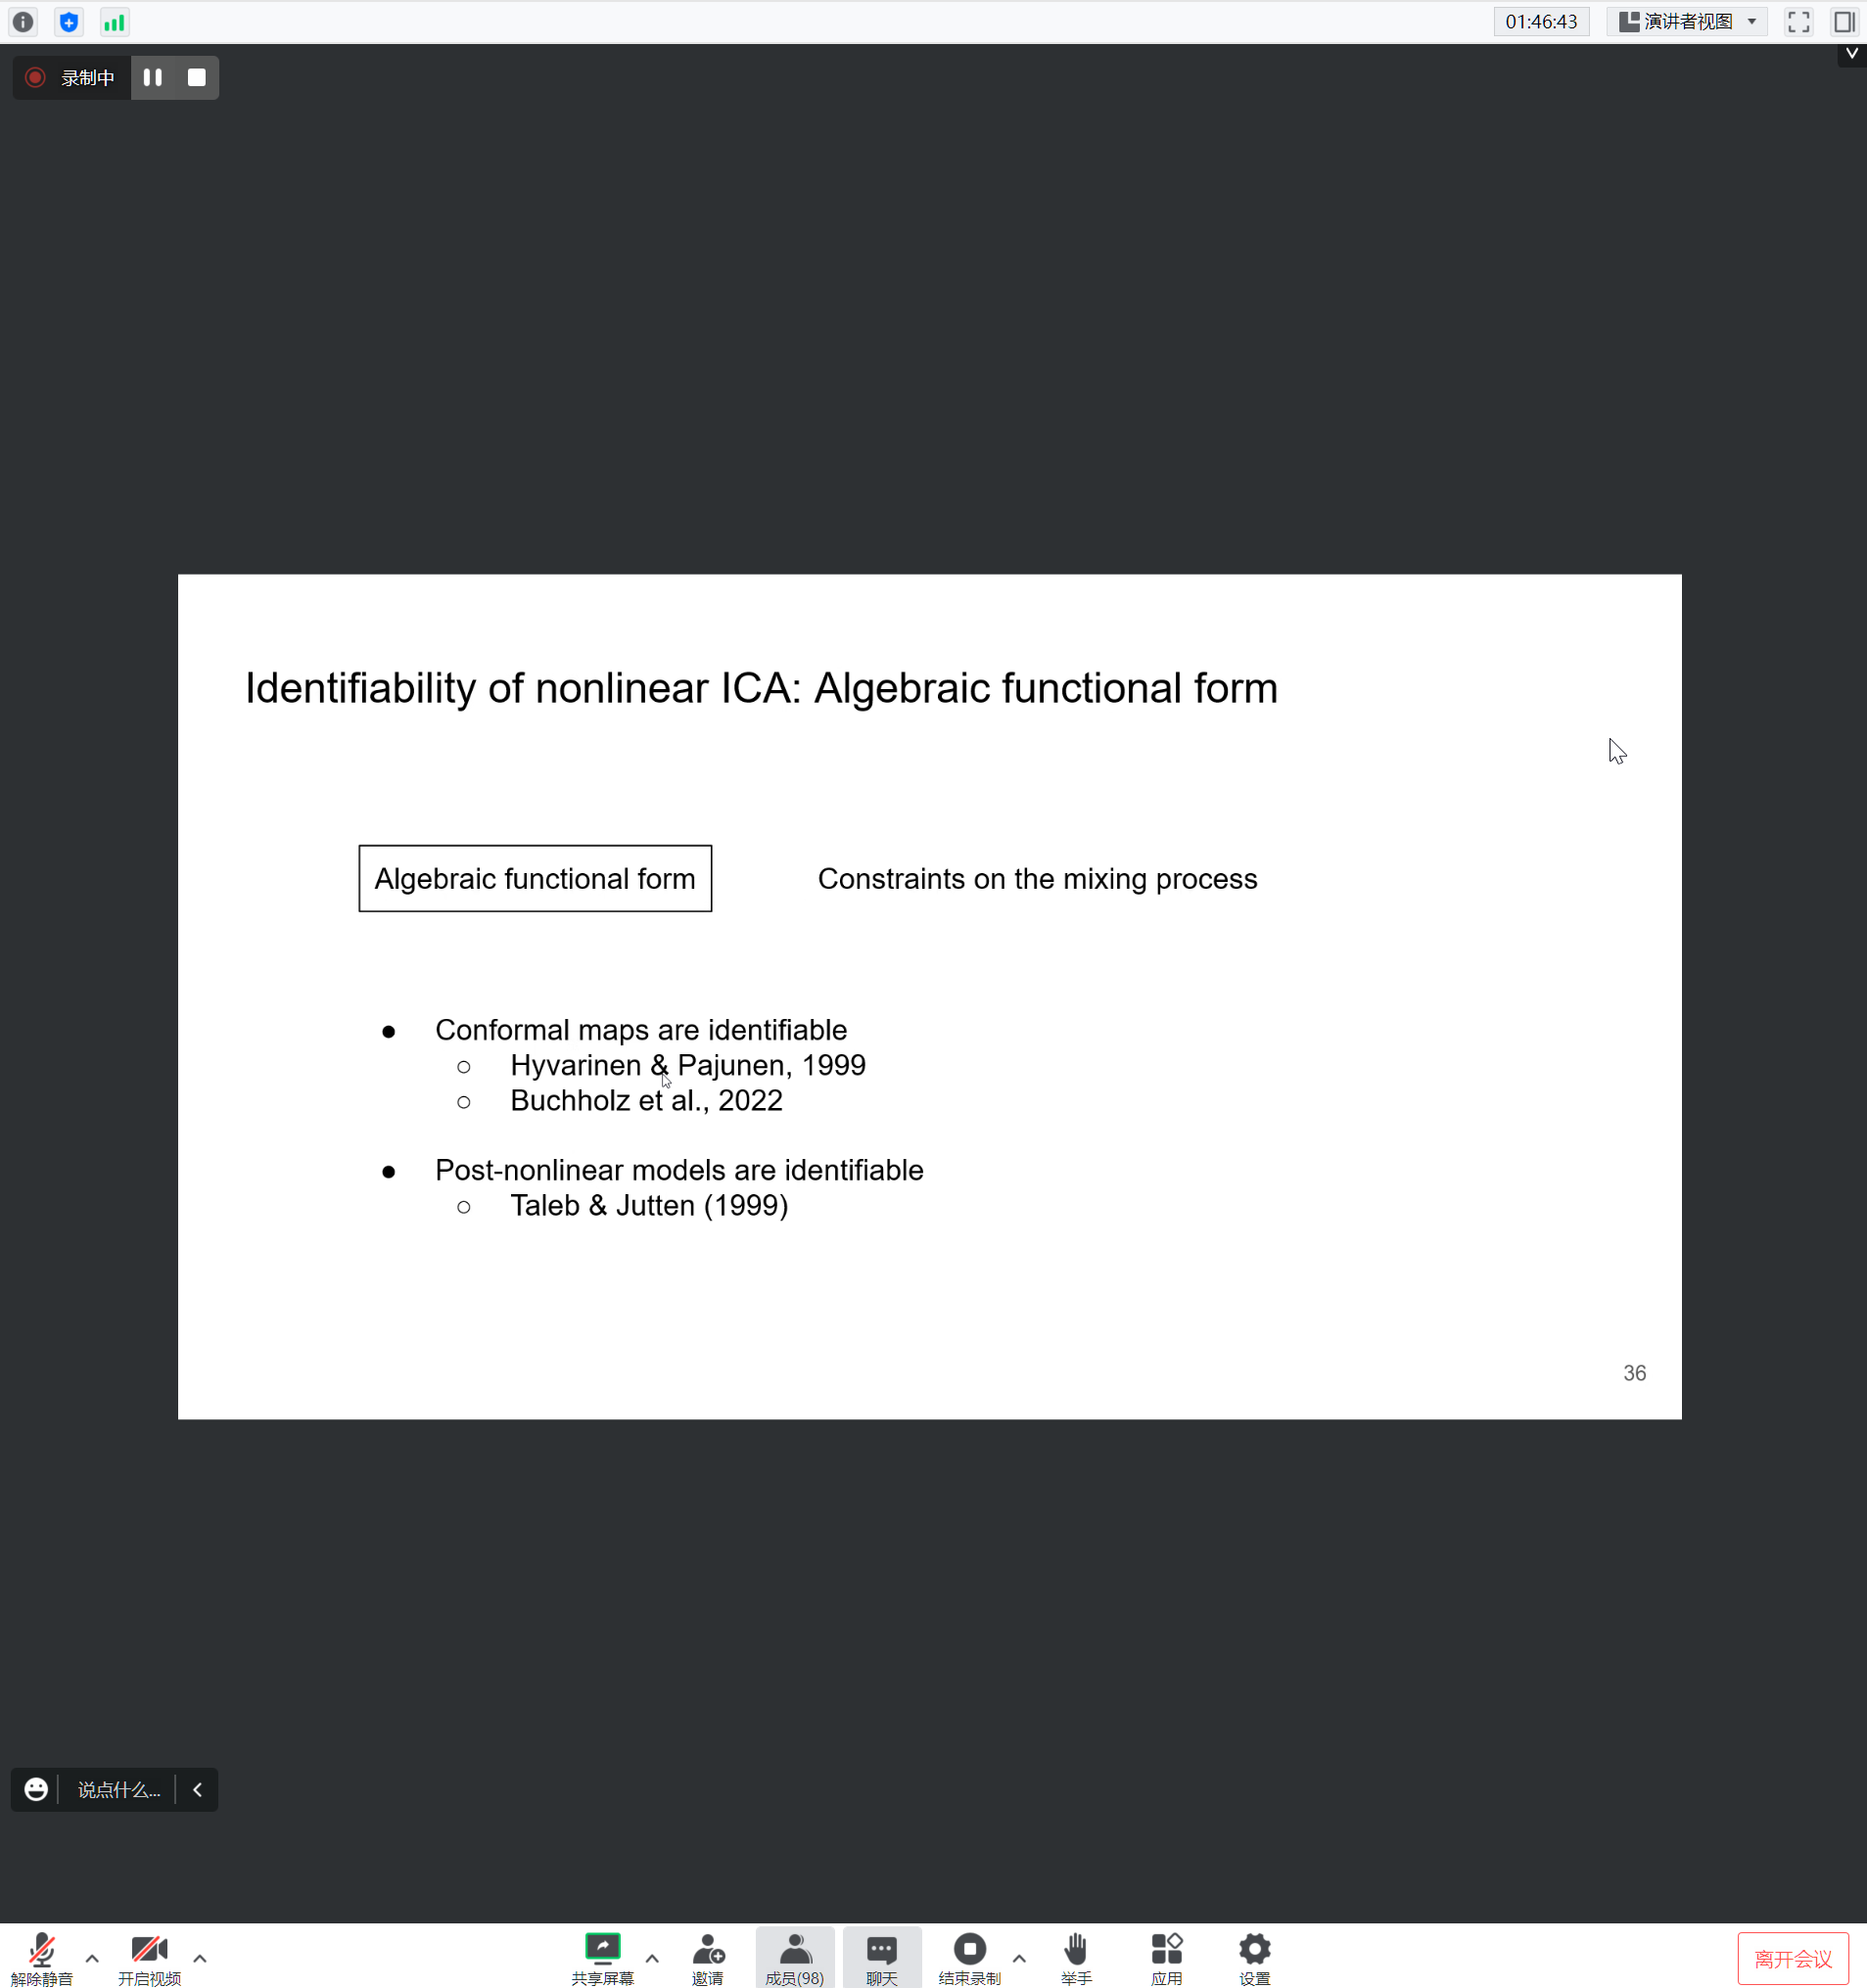 01:46:43
演讲者视图
录制中
Identifiability of nonlinear ICA: Algebraic functional form
Algebraic functional form
Constraints on the mixing process
● Conformal maps are identifiable
○ Hyvarinen & Pajunen, 1999
○ Buchholz et al., 2022
● Post-nonlinear models are identifiable
○ Taleb & Jutten (1999)
36
说点什么...
解除静音
开启视频
共享屏幕
邀请
成员(98)
聊天
结束录制
举手
应用
设置
离开会议